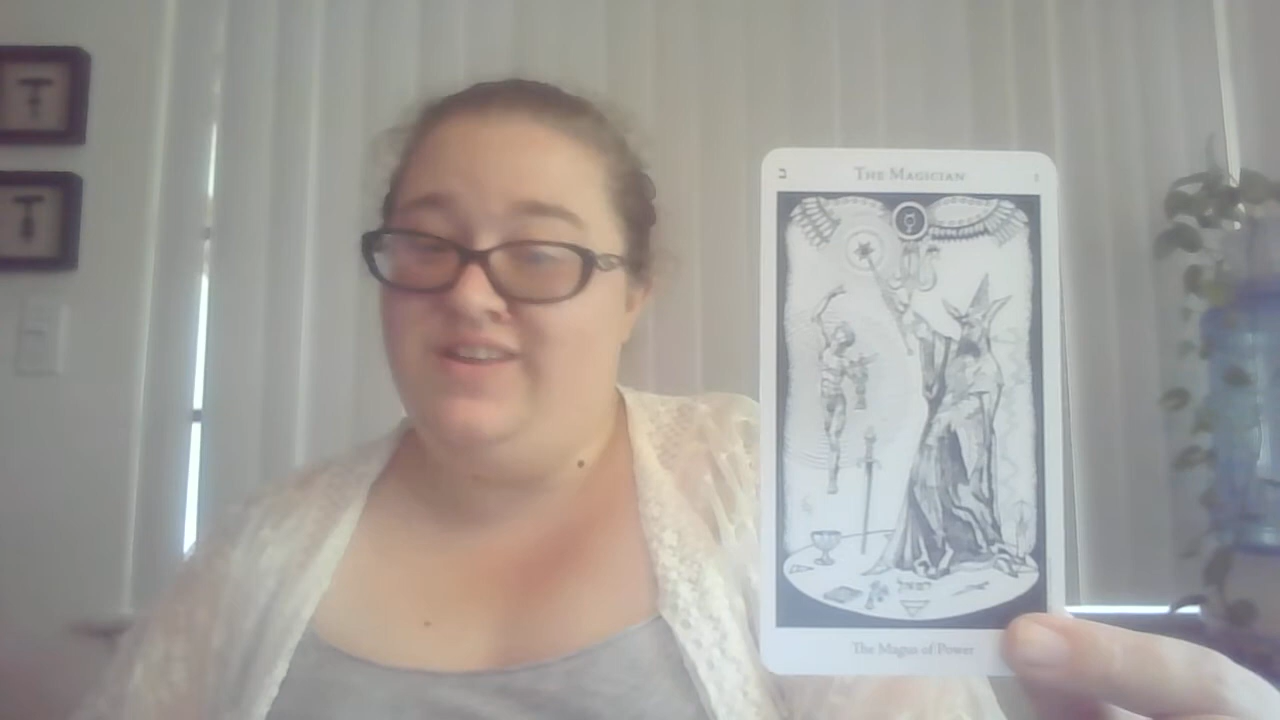 ב
The Magician
The Magus of Power